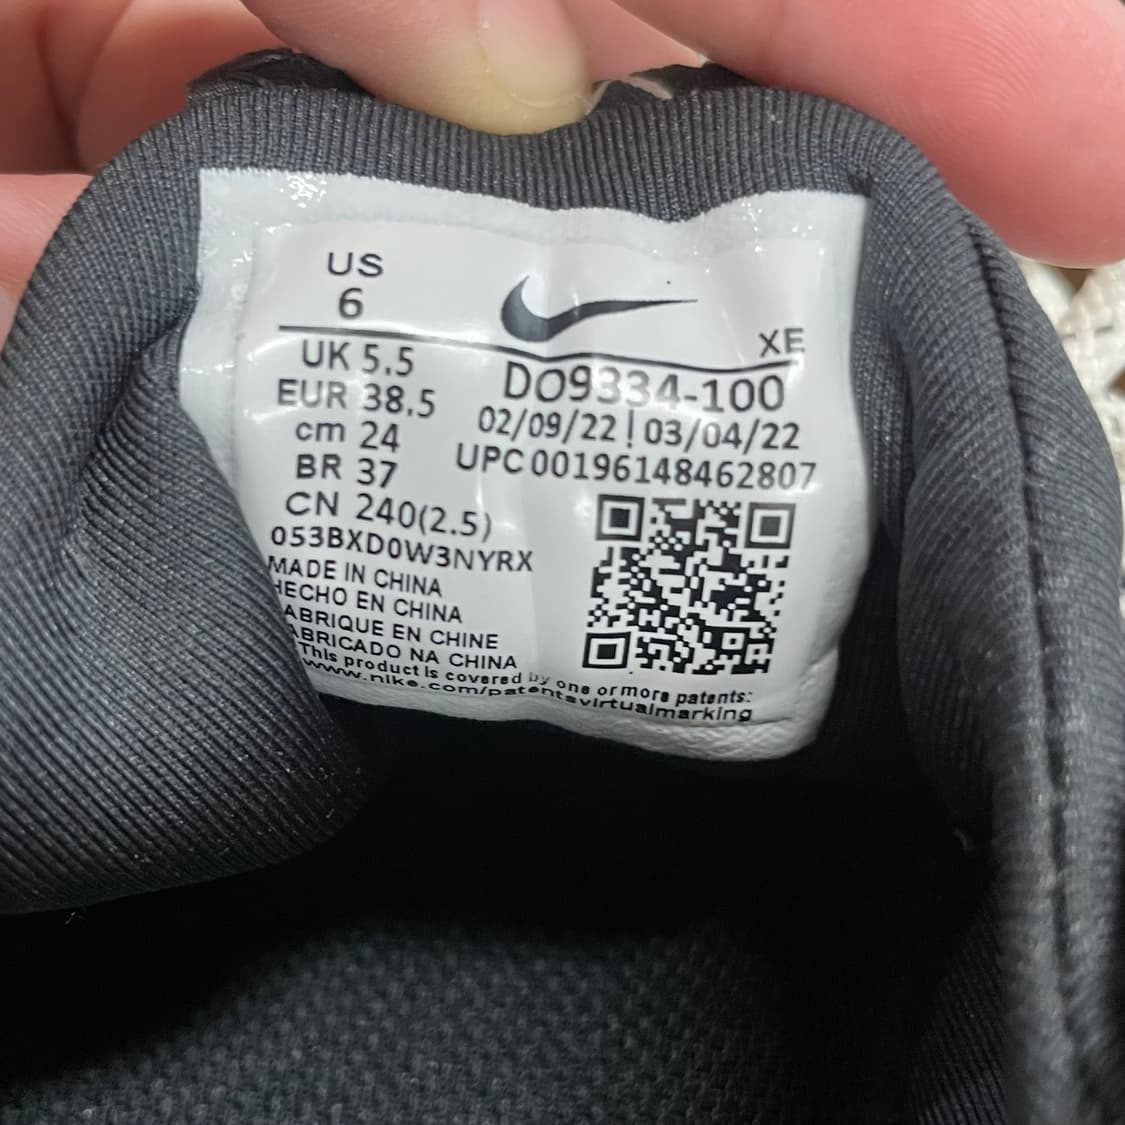 US
6
XE
UK 5.5
EUR 38.5
cm 24
BR 37
CN 240(2.5)
DO9334-100
02/09/22 | 03/04/22
UPC 00196148462807
053BXD0W3NYRX
MADE IN CHINA
HECHO EN CHINA
ABRIQUE EN CHINE
ABRICADO NA CHINA
This product is covered by one or more patents:
www.nike.com/patentsvirtualmarking